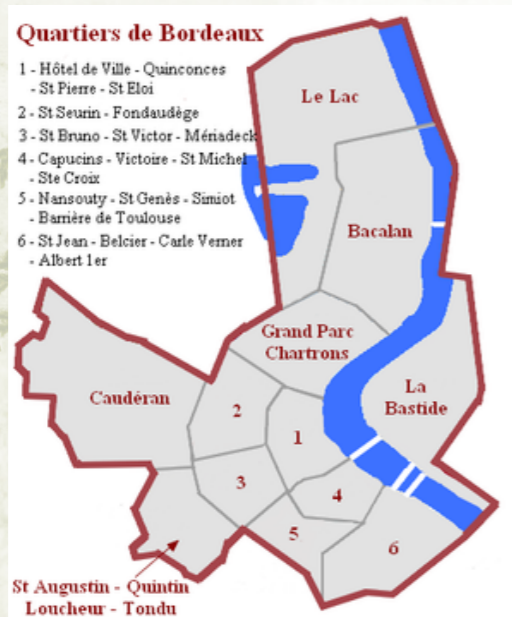 Quartiers de Bordeaux
1 - Hôtel de Ville - Quinconces
- St Pierre - St Eloi
2 - St Seurin - Fondaudège
3 - St Bruno - St Victor - Mériadeck
4 - Capucins - Victoire - St Michel
- Ste Croix
5 - Nansouty - St Genès - Simiot
- Barrière de Toulouse
6 - St Jean - Belcier - Carle Verner
- Albert 1er
Le Lac
Bacalan
Grand Parc
Chartrons
La
Bastide
Caudéran
2
1
3
4
5
6
St Augustin - Quintin
Loucheur - Tondu